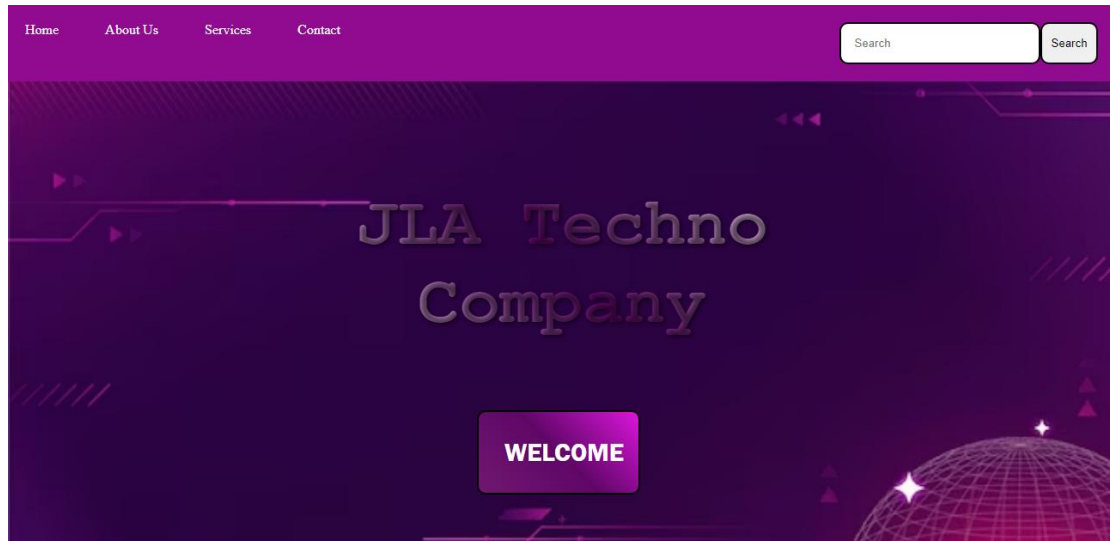 Home About Us Services Contact Search Search
JLA Techno
Company
WELCOME